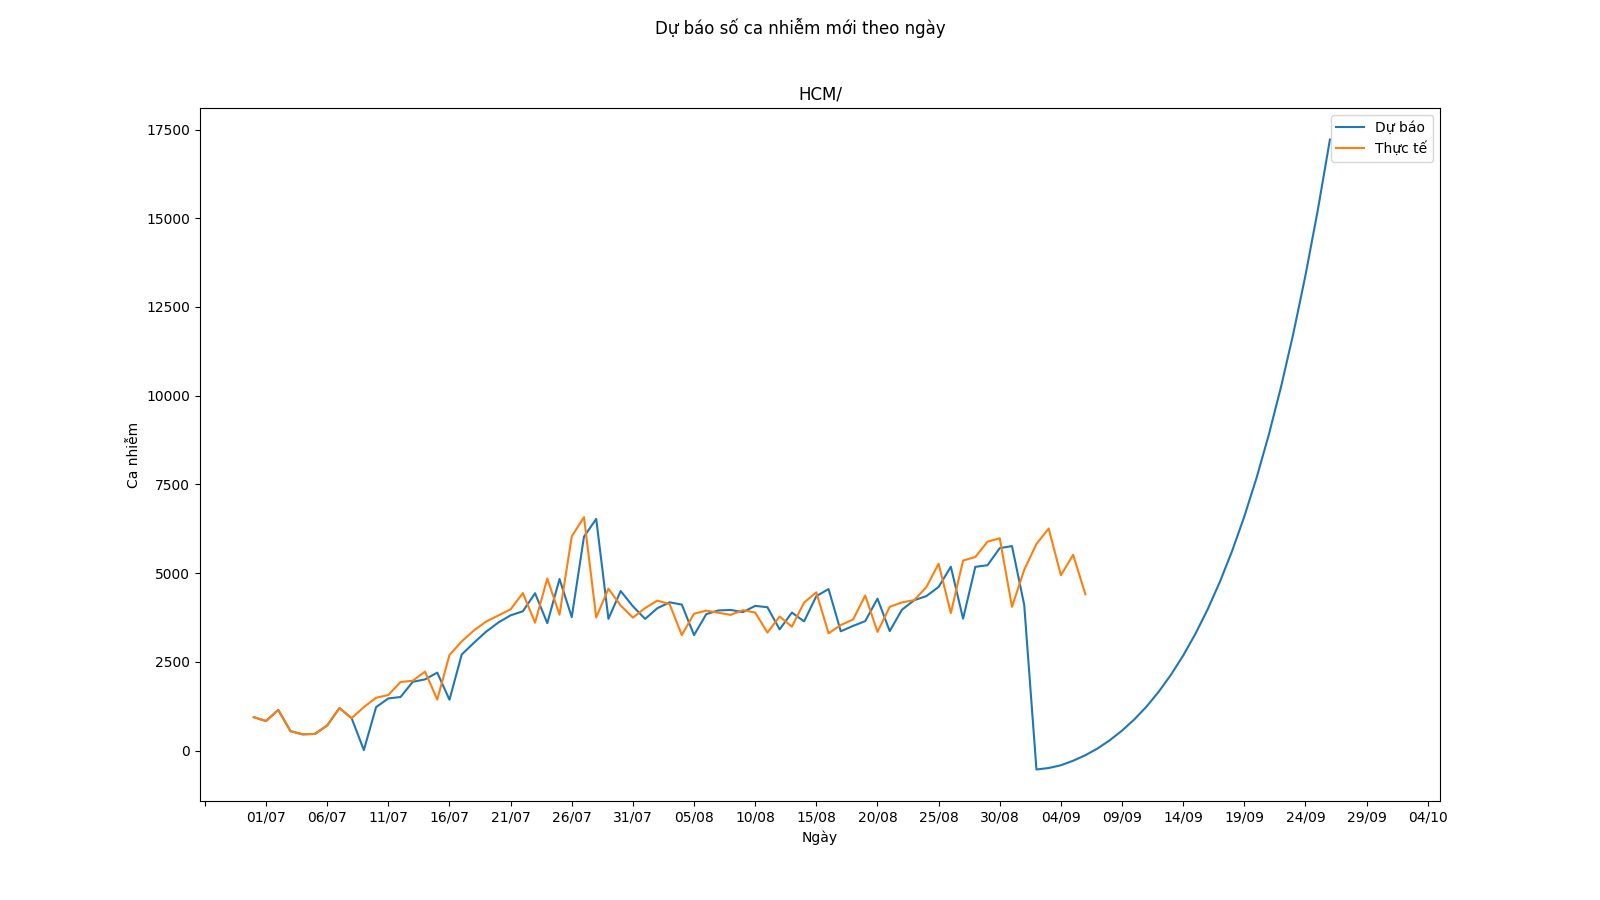 Dự báo số ca nhiễm mới theo ngày
HCM/
Dự báo
Thực tế
17500
15000
12500
10000
7500
5000
2500
0
Ca nhiễm
01/07 06/07 11/07 16/07 21/07 26/07 31/07 05/08 10/08 15/08 20/08 25/08 30/08 04/09 09/09 14/09 19/09 24/09 29/09 04/10
Ngày